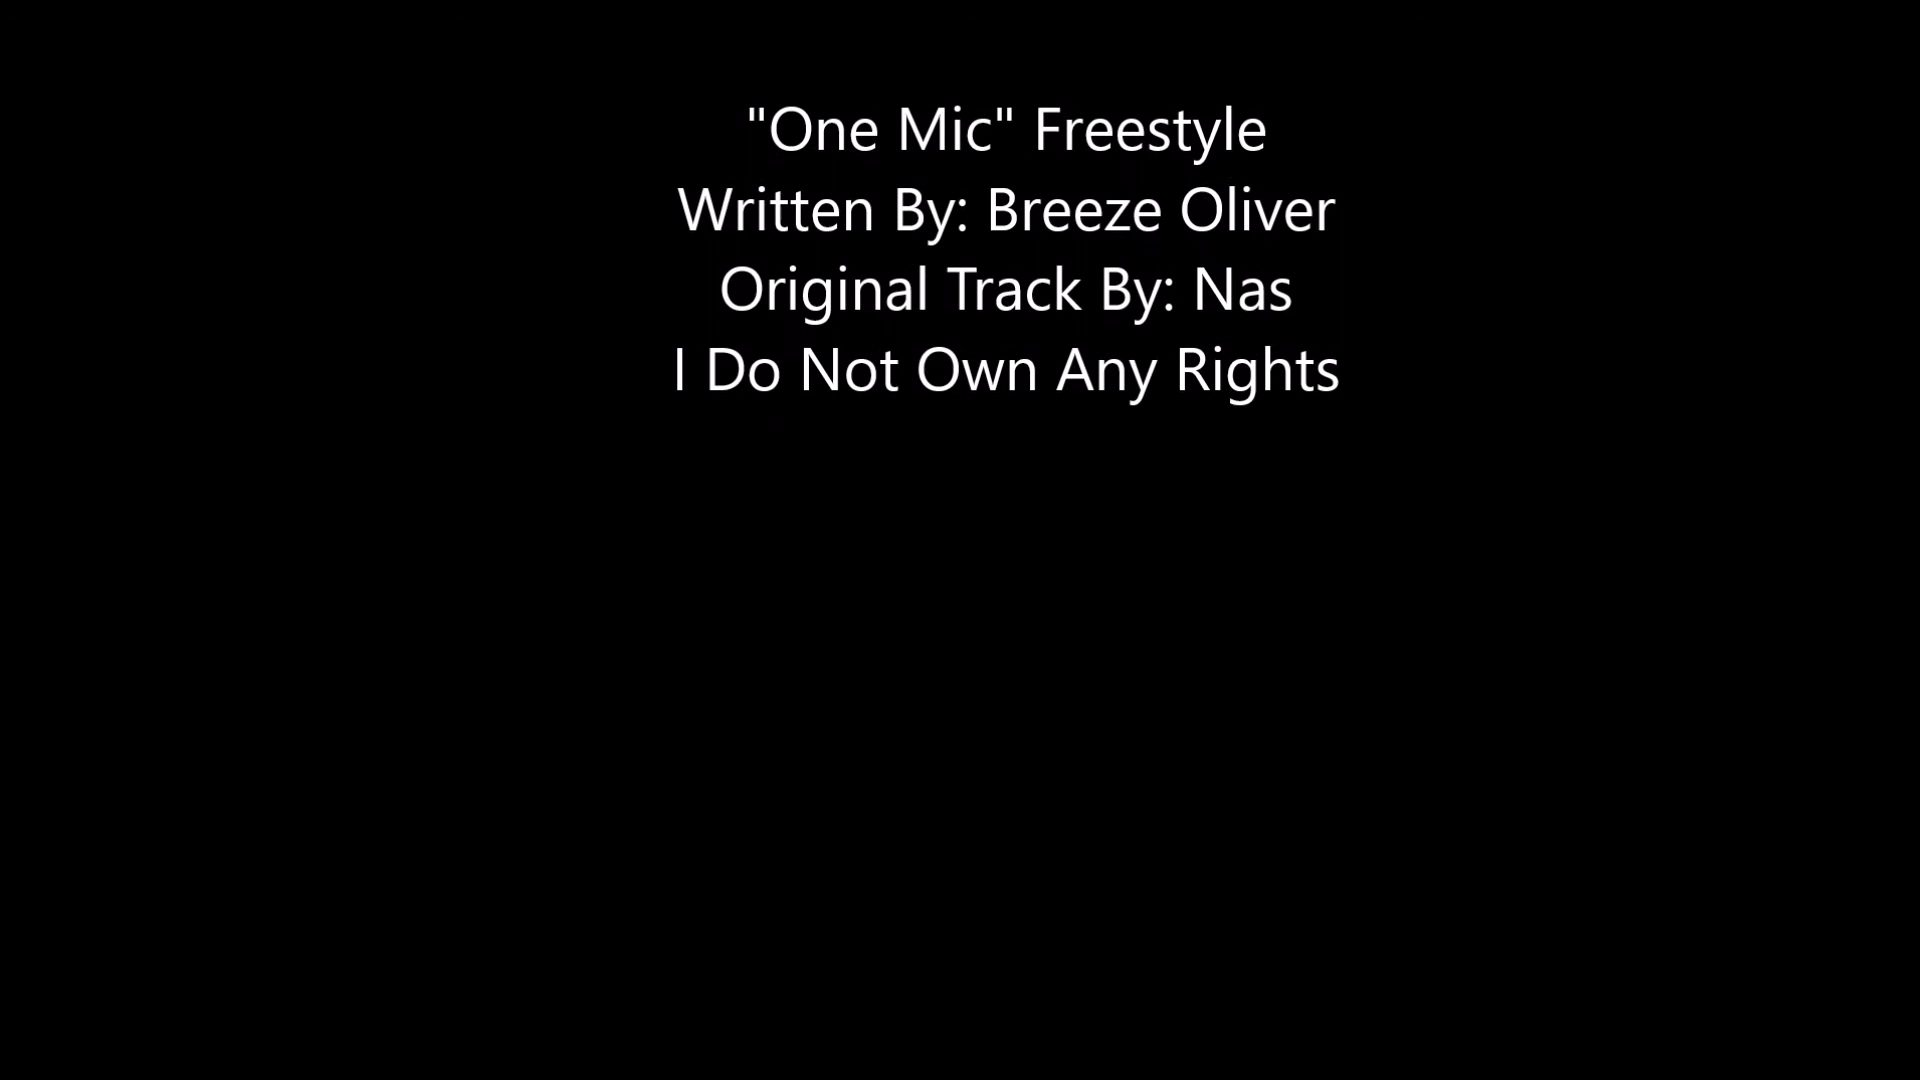 "One Mic" Freestyle
Written By: Breeze Oliver
Original Track By: Nas
I Do Not Own Any Rights